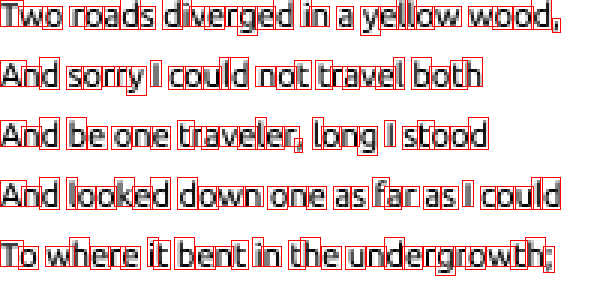 Two roads diverged in a yellow wood,
And sorry I could not travel both
And be one traveler, long I stood
And looked down one as far as I could
To where it bent in the undergrowth;